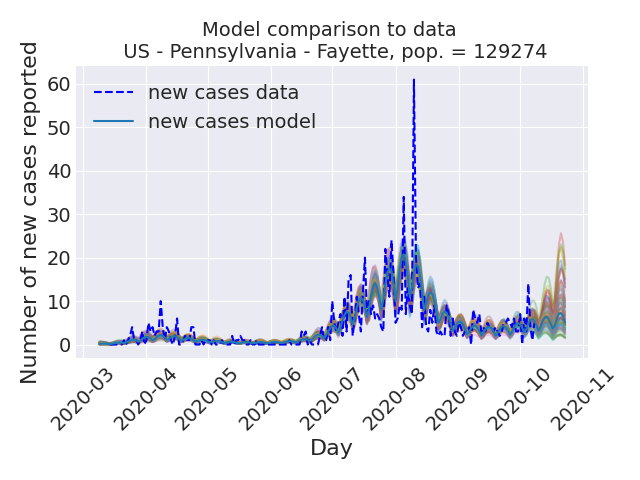 Model comparison to data
US - Pennsylvania - Fayette, pop. = 129274
Number of new cases reported
60
50
40
30
20
10
0
new cases data
new cases model
2020-03
2020-04
2020-05
2020-06
2020-07
2020-08
2020-09
2020-10
2020-11
Day